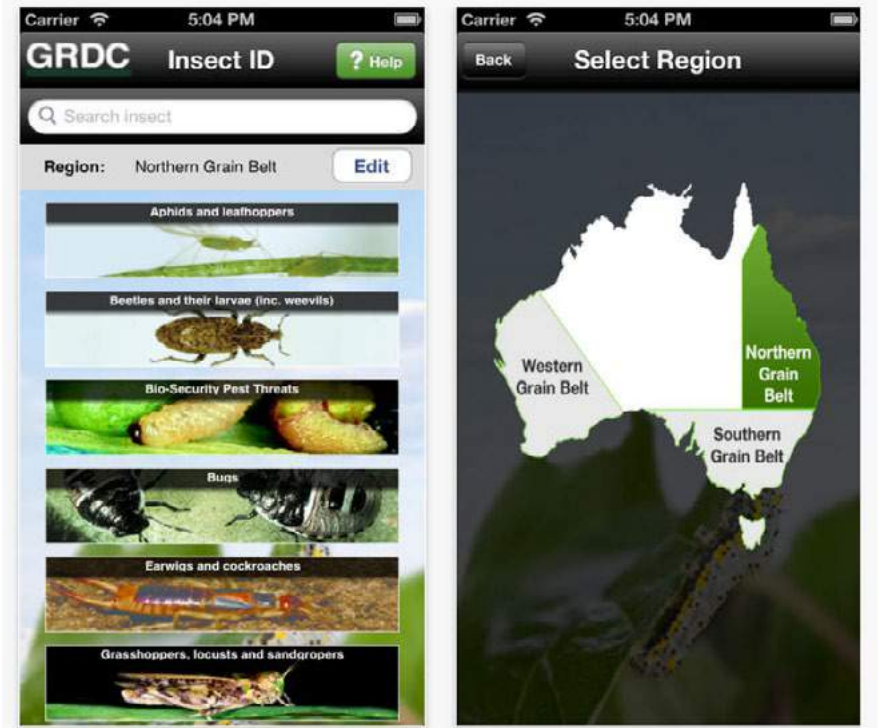 Carrier 5:04 PM
GRDC Insect ID ? Help
Search insect
Region: Northern Grain Belt Edit
Aphids and leafhoppers
Beetles and their larvae (inc. weevils)
Bio-Security Pest Threats
Bugs
Earwigs and cockroaches
Grasshoppers, locusts and sandgropers
Carrier 5:04 PM
Back Select Region
Western
Grain Belt
Northern
Grain
Belt
Southern
Grain Belt